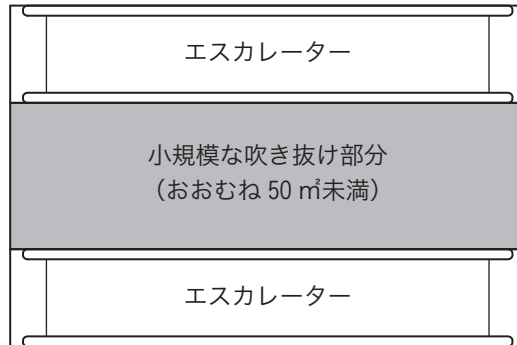 エスカレーター
小規模な吹き抜け部分
（おおむね 50 ㎡未満）
エスカレーター